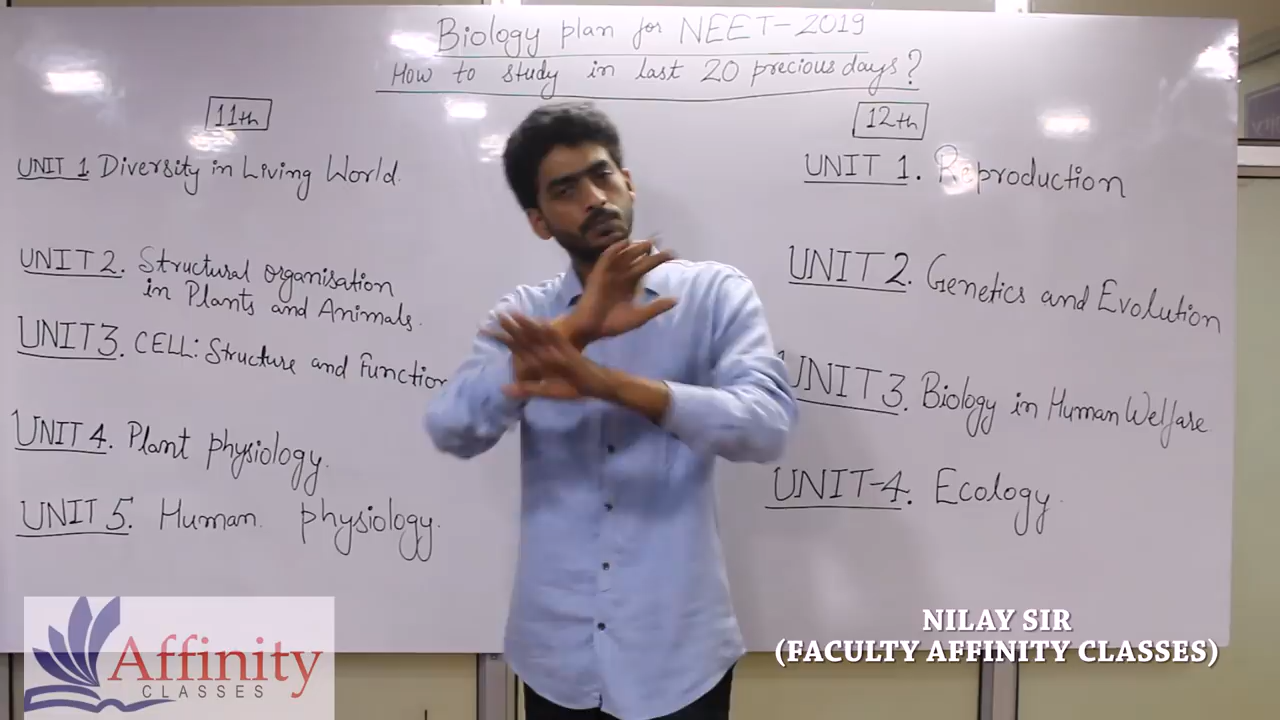 Biology plan for NEET-2019
How to study in last 20 precious days?
11th
UNIT 1 Diversity in Living World.
UNIT 2. Structural organisation
in Plants and Animals.
UNIT 3. CELL: Structure and Function
UNIT 4. Plant physiology.
UNIT 5. Human physiology.
12th
UNIT 1. Reproduction
UNIT 2. Genetics and Evolution
UNIT 3. Biology in Human Welfare
UNIT-4. Ecology.
Affinity
CLASSES
NILAY SIR
(FACULTY AFFINITY CLASSES)